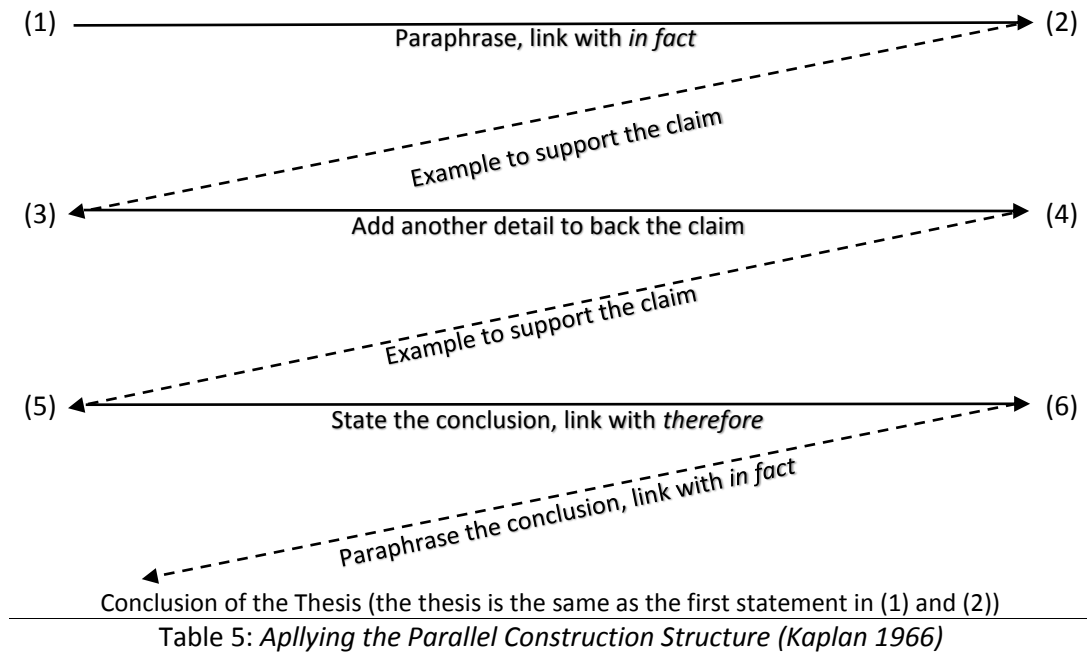 (1) (2)
Paraphrase, link with in fact
Example to support the claim
(3) (4)
Add another detail to back the claim
Example to support the claim
(5) (6)
State the conclusion, link with therefore
Paraphrase the conclusion, link with in fact
Conclusion of the Thesis (the thesis is the same as the first statement in (1) and (2))
Table 5: Apllying the Parallel Construction Structure (Kaplan 1966)